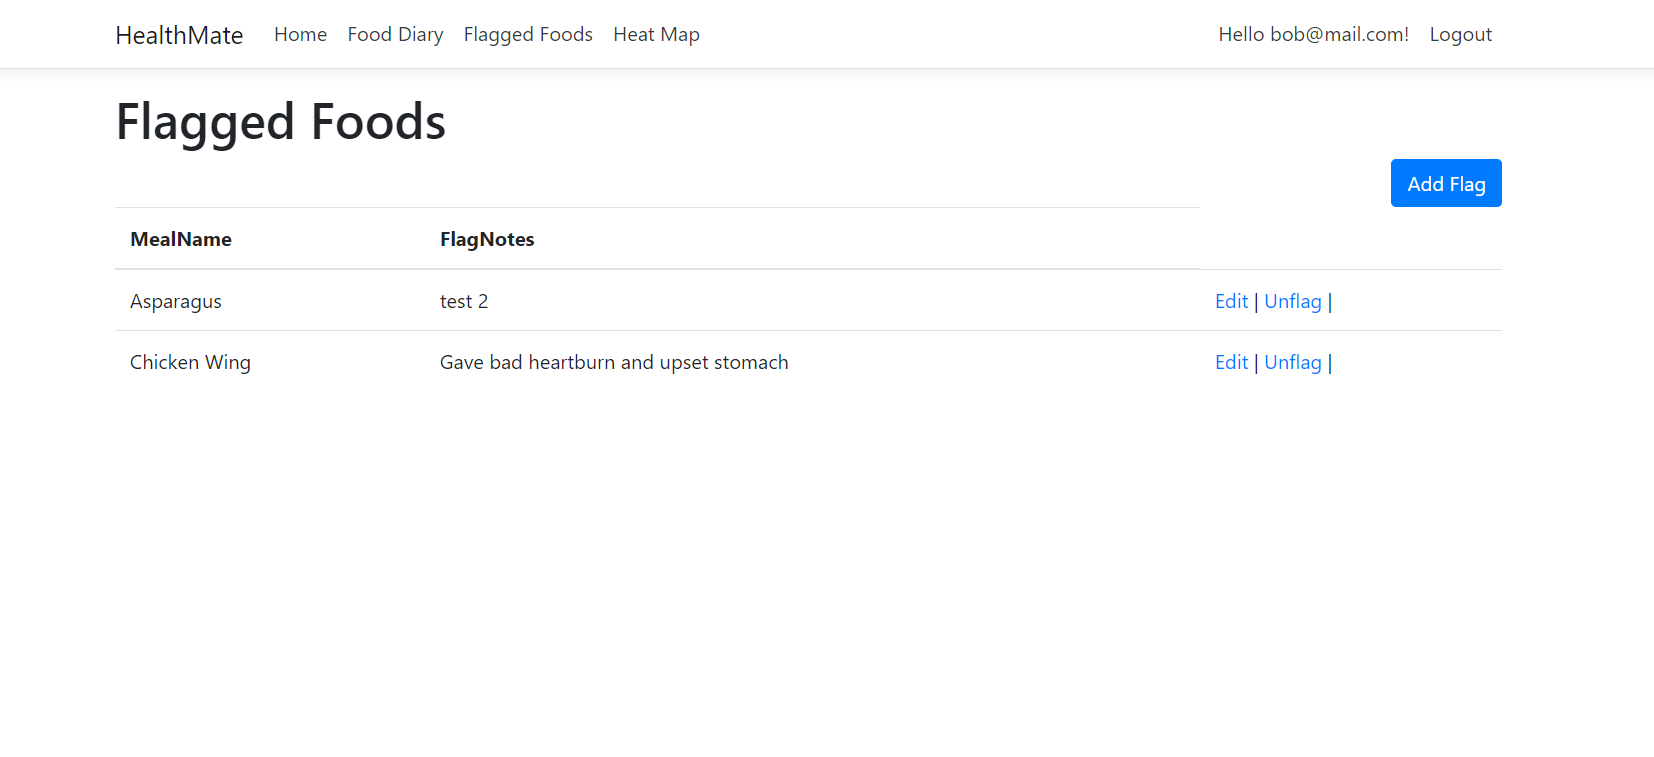 HealthMate Home Food Diary Flagged Foods Heat Map Hello bob@mail.com! Logout
Flagged Foods
Add Flag
MealName FlagNotes
Asparagus test 2 Edit | Unflag |
Chicken Wing Gave bad heartburn and upset stomach Edit | Unflag |